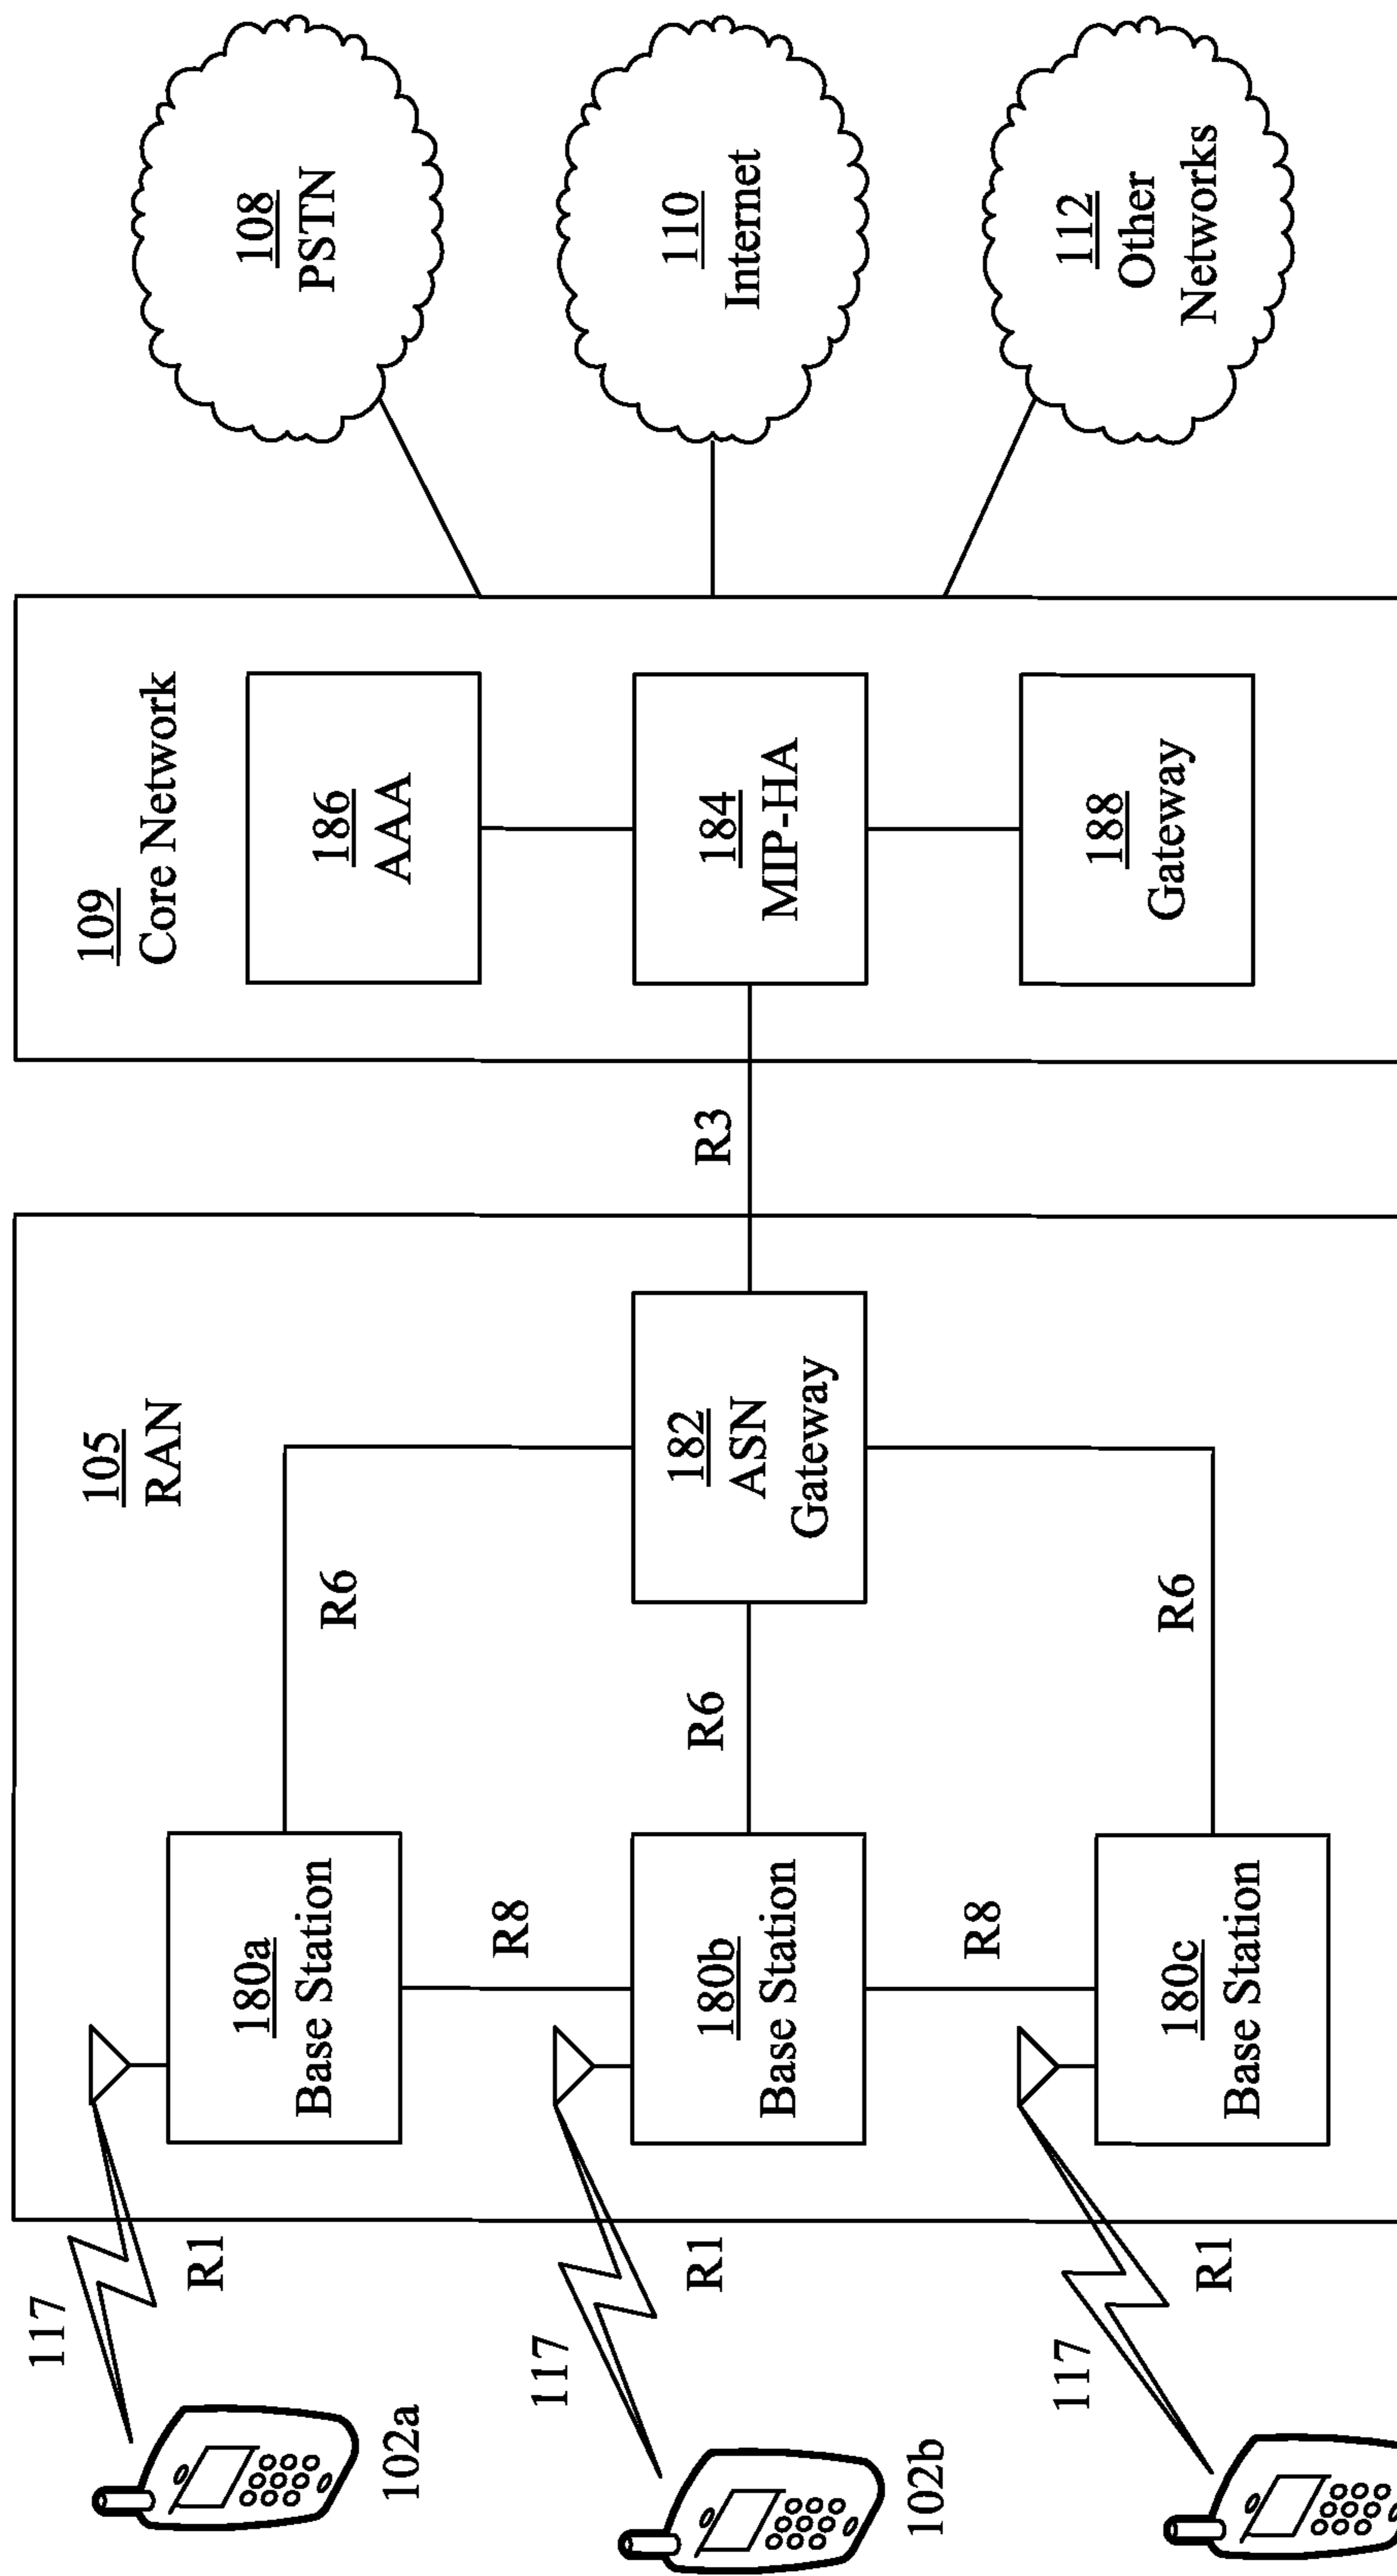 117
102a
R1
180a
Base Station
R6
105
RAN
109
Core Network
186
AAA
108
PSTN
R8
117
102b
R1
180b
Base Station
R6
182
ASN
Gateway
R3
184
MIP-HA
110
Internet
R8
117
R1
180c
Base Station
R6
188
Gateway
112
Other
Networks